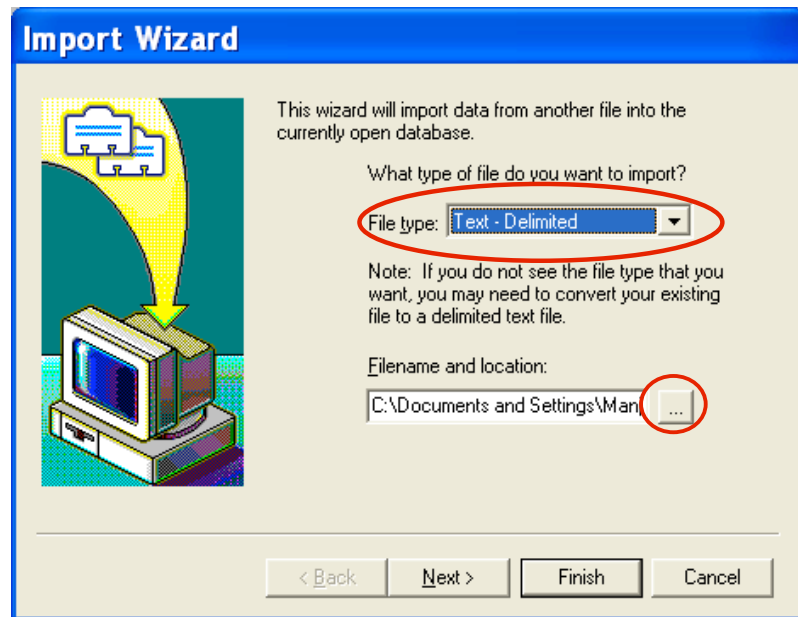 Import Wizard
This wizard will import data from another file into the
currently open database.
What type of file do you want to import?
File type: Text - Delimited
Note: If you do not see the file type that you
want, you may need to convert your existing
file to a delimited text file.
Filename and location:
C:\Documents and Settings\Man ...
< Back Next > Finish Cancel